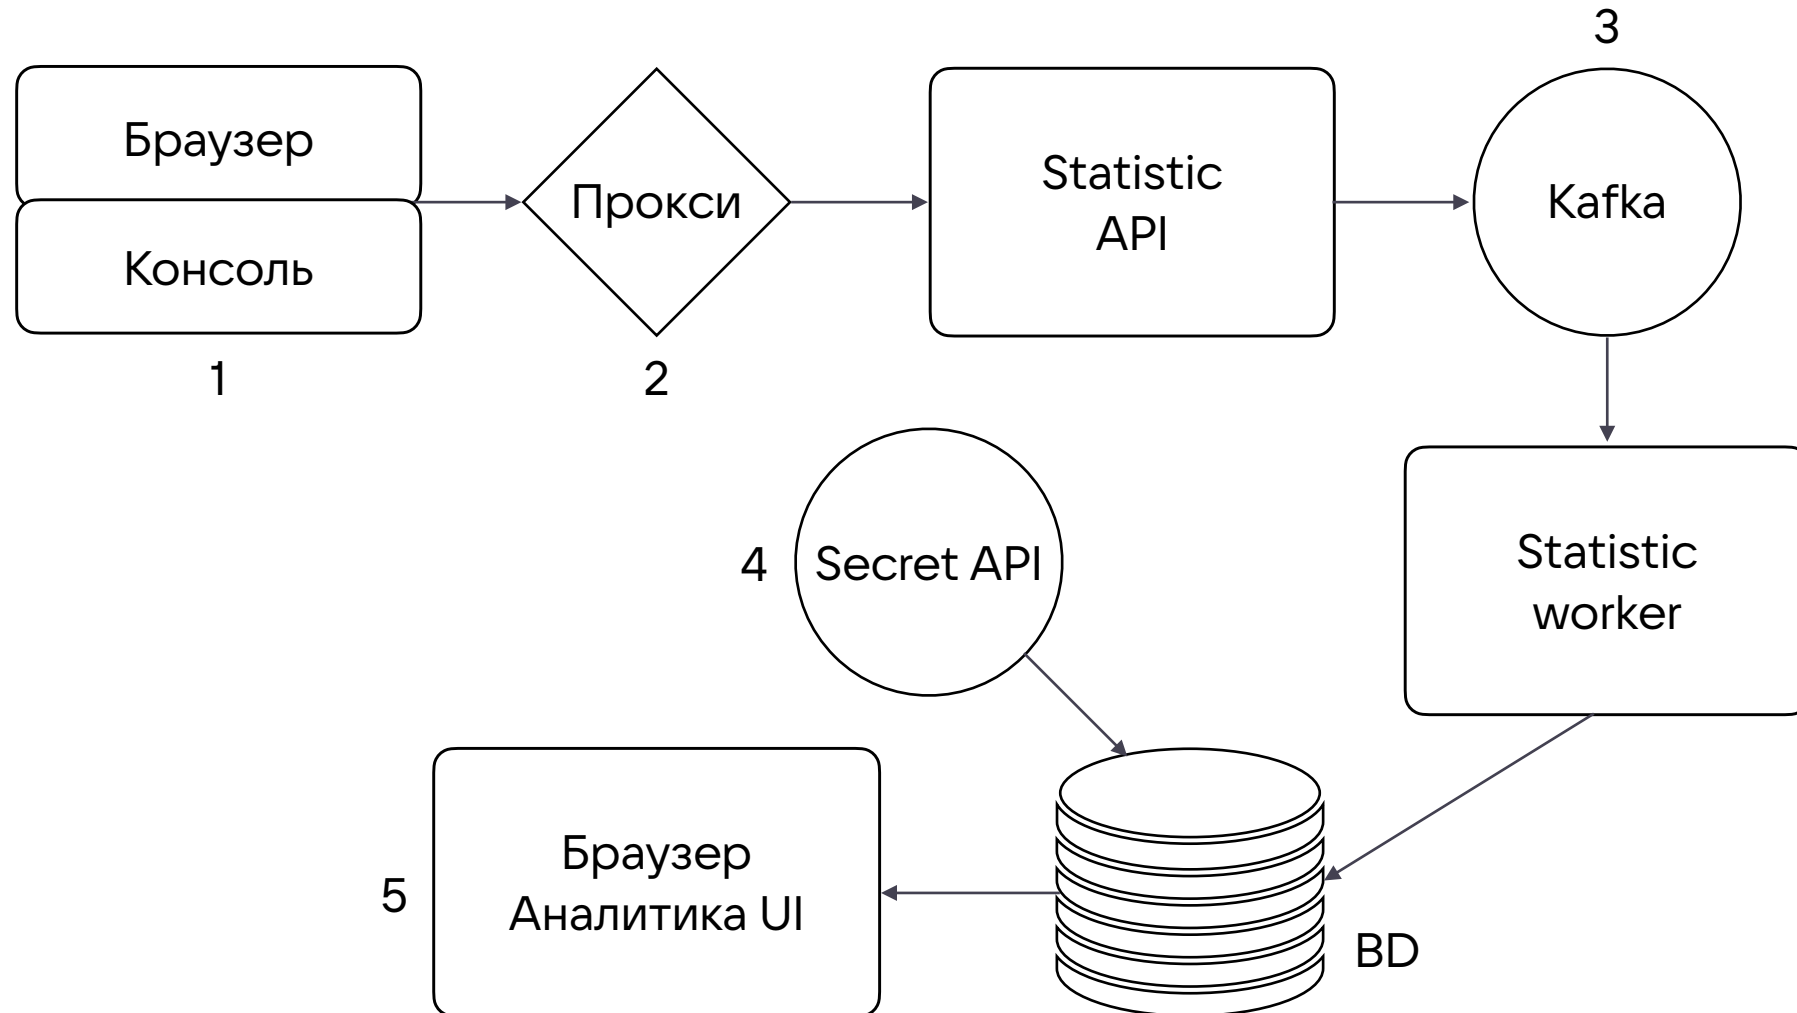 3
Браузер
Консоль
1
Прокси
2
Statistic
API
Kafka
4
Secret API
Statistic
worker
5
Браузер
Аналитика UI
BD